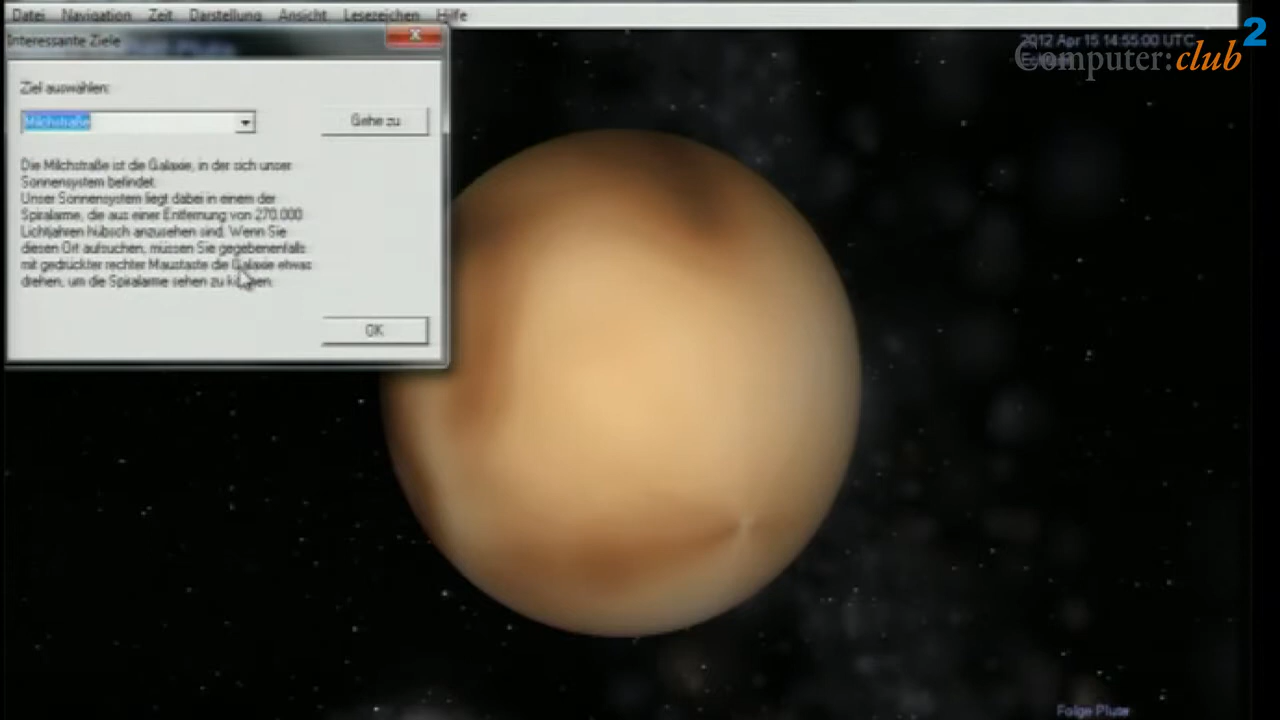 Datei Navigation Zeit Darstellung Ansicht Lesezeichen Hilfe
Interessante Ziele
2012 Apr 15 14:55:00 UTC
Computer:club 2
Ziel auswählen:
Milchstraße
Gehe zu
Die Milchstraße ist die Galaxie, in der sich unser
Sonnensystem befindet.
Unser Sonnensystem liegt dabei in einem der
Spiralarme, die aus einer Entfernung von 270.000
Lichtjahren hübsch anzusehen sind. Wenn Sie
diesen Ort aufsuchen, müssen Sie gegebenenfalls
mit gedrückter rechter Maustaste die Galaxie etwas
drehen, um die Spiralarme sehen zu können.
OK
Folge Pluto